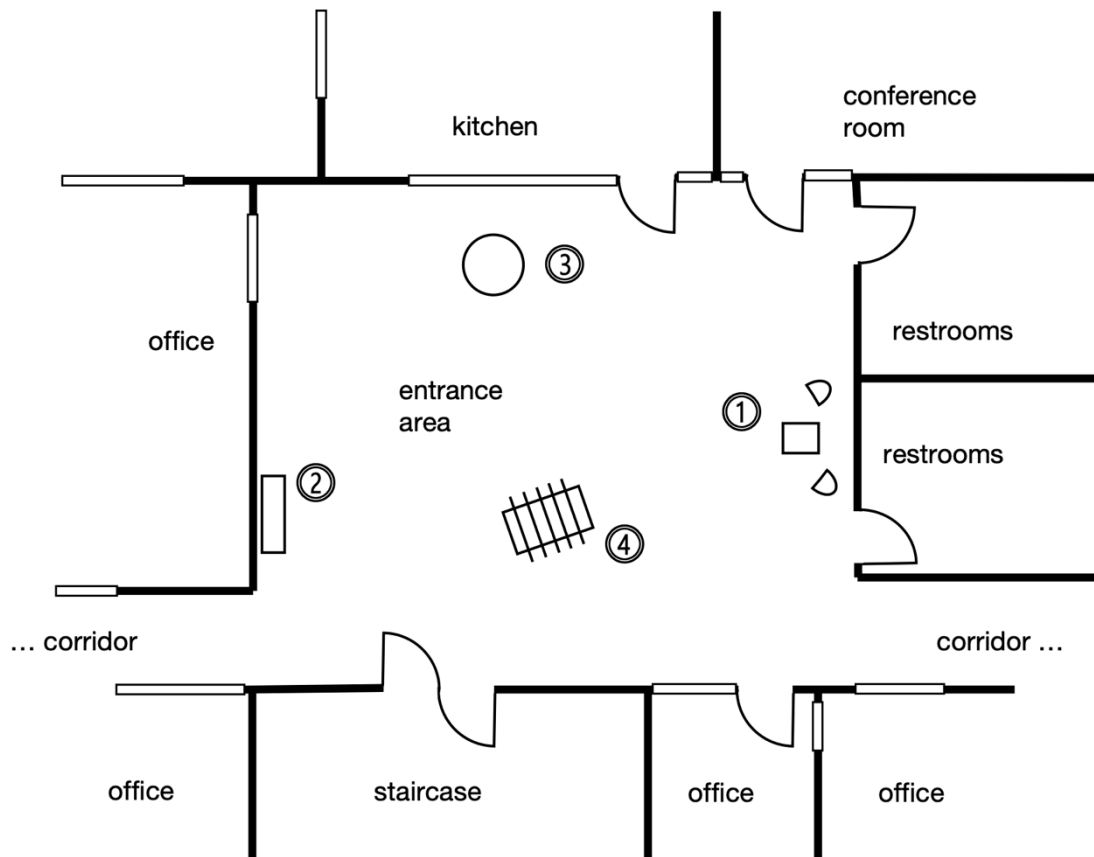 kitchen
conference
room
③
office
restrooms
entrance
area
①
restrooms
②
④
... corridor
corridor ...
office
staircase
office
office